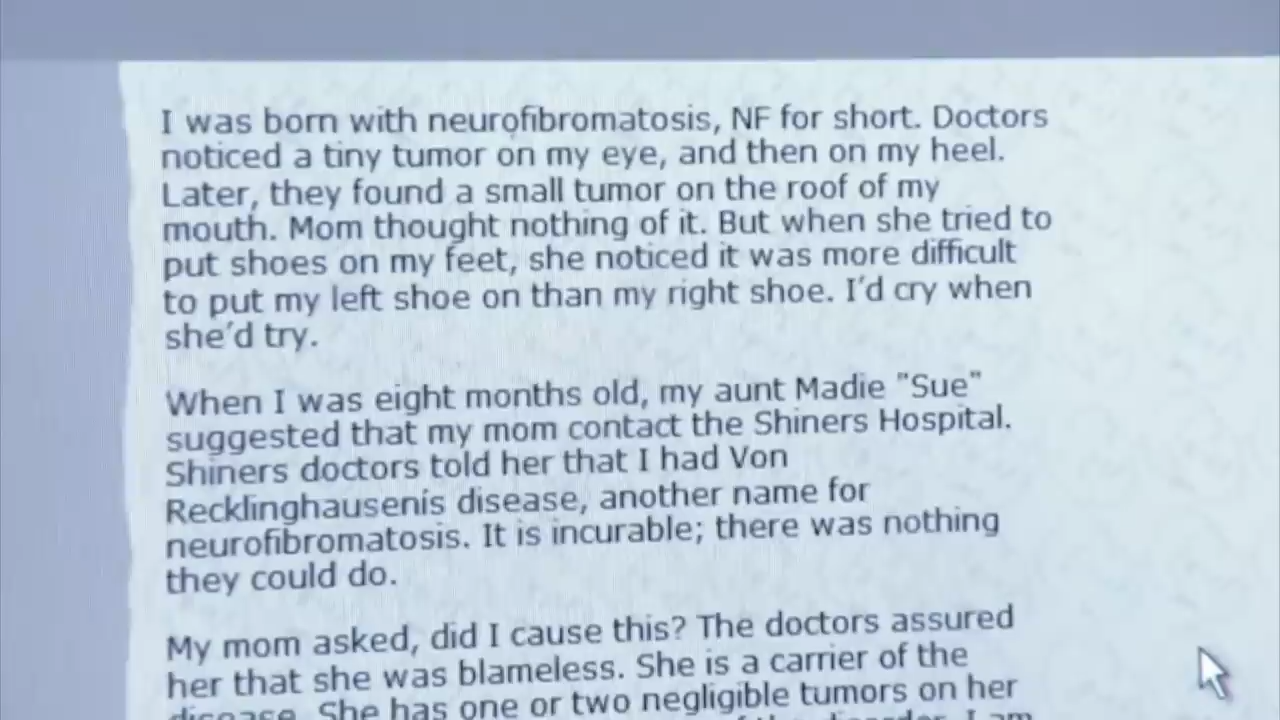 I was born with neurofibromatosis, NF for short. Doctors
noticed a tiny tumor on my eye, and then on my heel.
Later, they found a small tumor on the roof of my
mouth. Mom thought nothing of it. But when she tried to
put shoes on my feet, she noticed it was more difficult
to put my left shoe on than my right shoe. I'd cry when
she'd try.
When I was eight months old, my aunt Madie "Sue"
suggested that my mom contact the Shiners Hospital.
Shiners doctors told her that I had Von
Recklinghausenís disease, another name for
neurofibromatosis. It is incurable; there was nothing
they could do.
My mom asked, did I cause this? The doctors assured
her that she was blameless. She is a carrier of the
disease. She has one or two negligible tumors on her